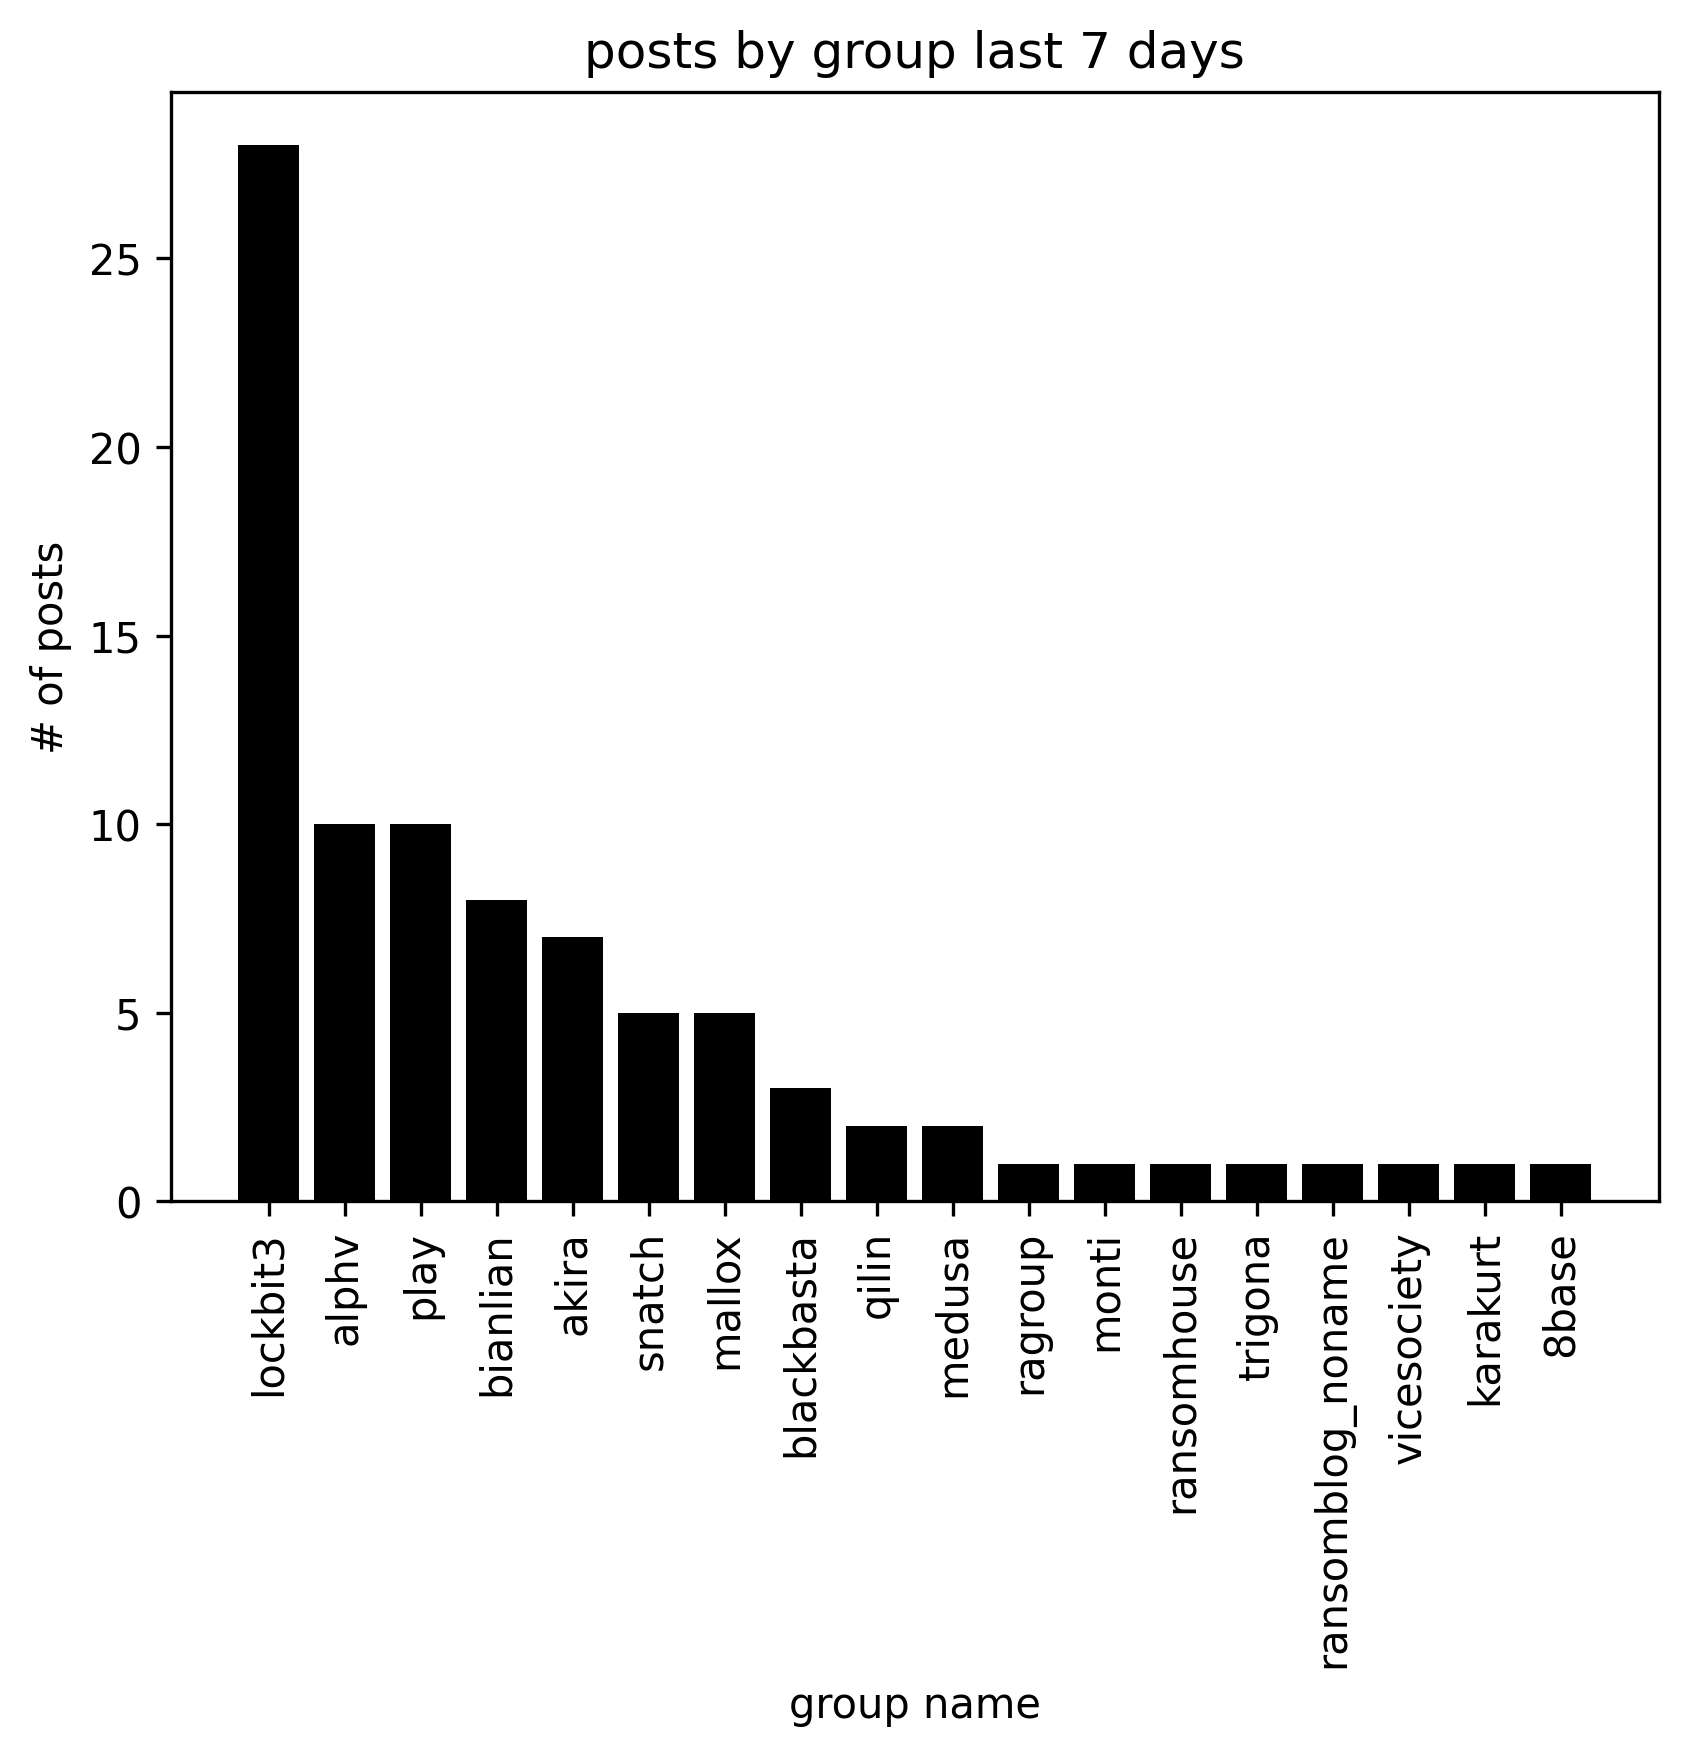 posts by group last 7 days
# of posts
25
20
15
10
5
0
lockbit3
alphv
play
bianlian
akira
snatch
mallox
blackbasta
qilin
medusa
ragroup
monti
ransomhouse
trigona
ransomblog_noname
vicesociety
karakurt
8base
group name